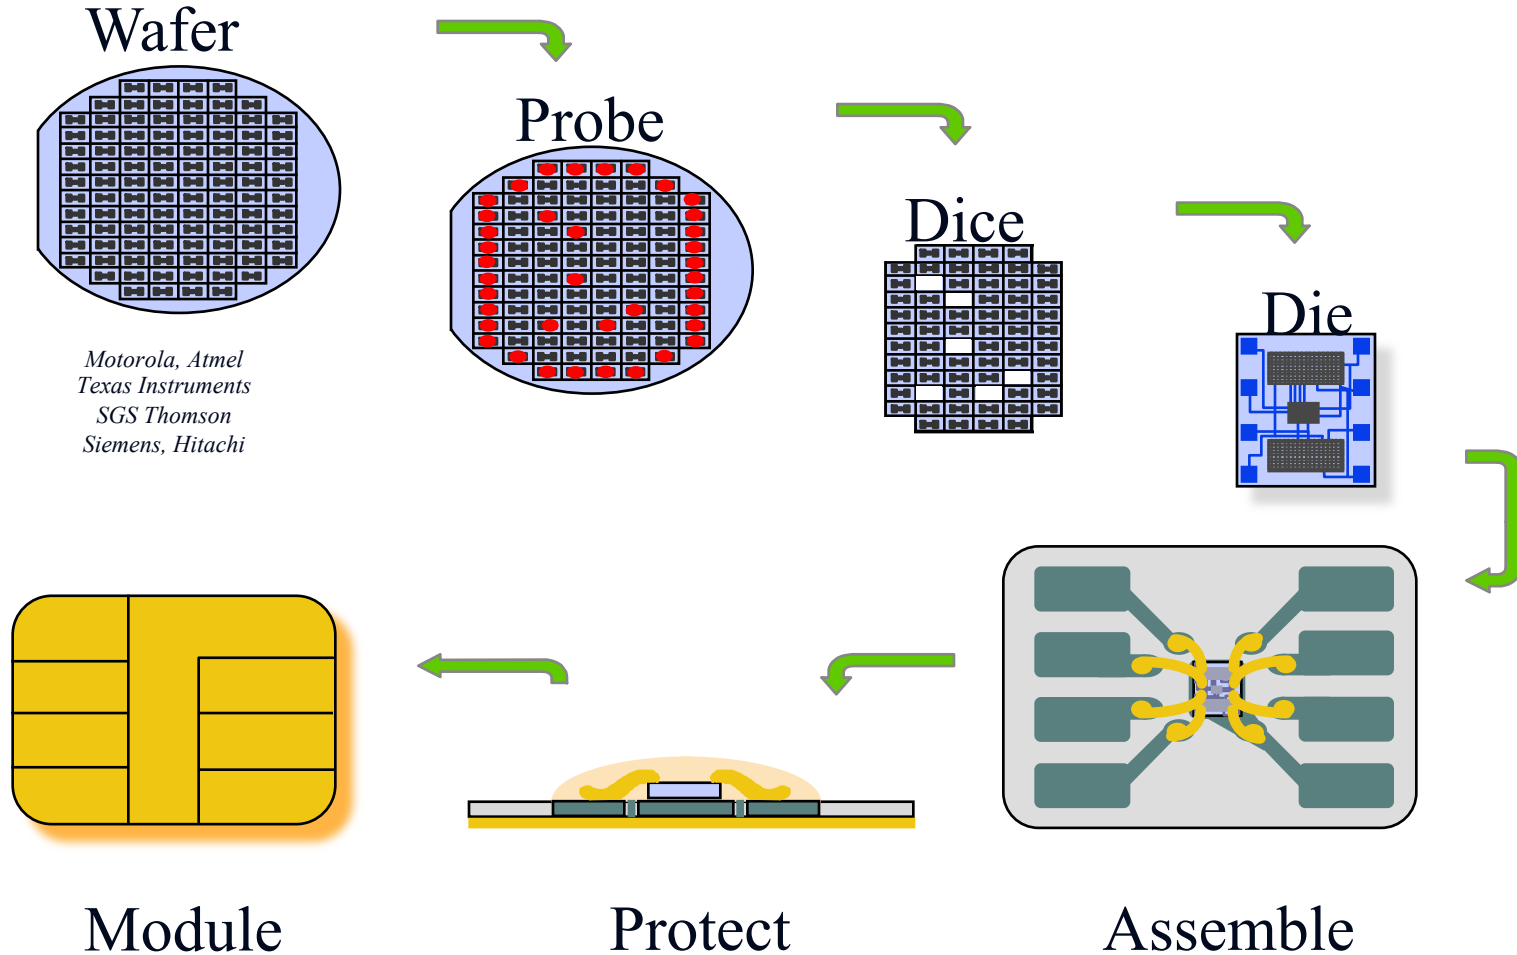 Wafer
Probe
Dice
Die
Motorola, Atmel
Texas Instruments
SGS Thomson
Siemens, Hitachi
Module
Protect
Assemble